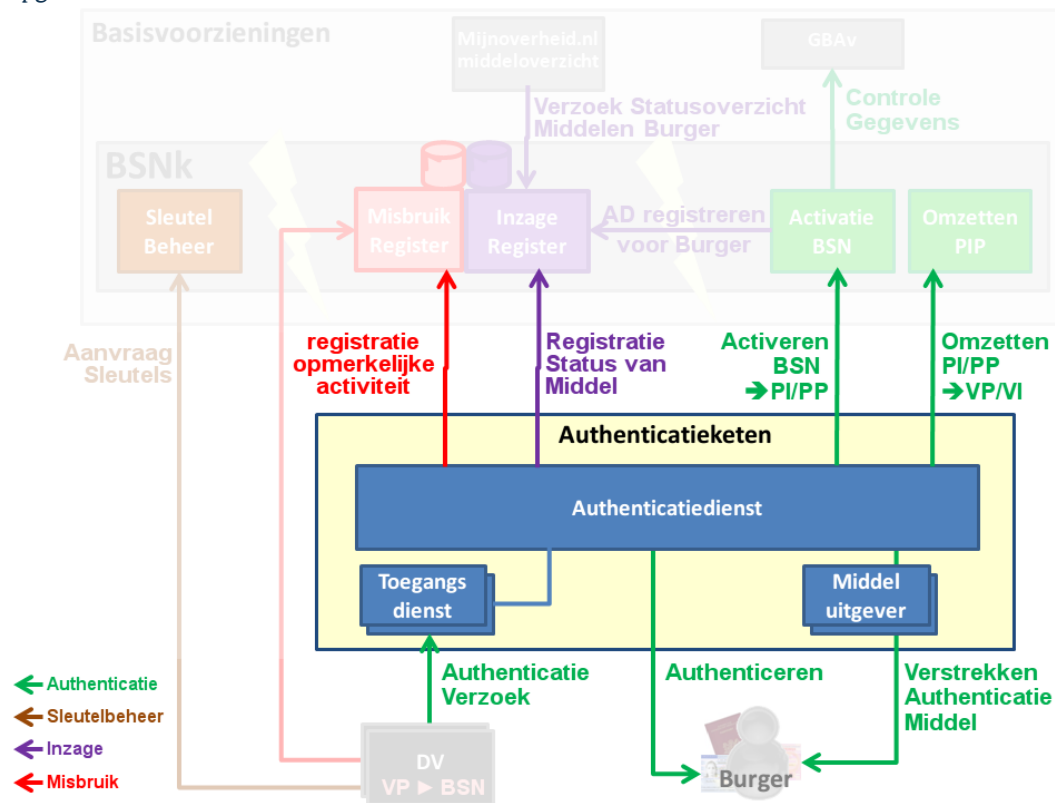 Basisvoorzieningen
Mijnoverheid.nl
middeloverzicht
GBAv
Verzoek Statusoverzicht
Middelen Burger
Controle
Gegevens
BSNk
Sleutel
Beheer
Misbruik
Register
Inzage
Register
AD registreren
voor Burger
Activatie
BSN
Omzetten
PIP
Aanvraag
Sleutels
registratie
opmerkelijke
activiteit
Registratie
Status van
Middel
Activeren
BSN
➔PI/PP
Omzetten
PI/PP
➔VP/VI
Authenticatieketen
Authenticatiedienst
Toegangs
dienst
Middel
uitgever
Authenticatie
Verzoek
Authenticeren
Verstrekken
Authenticatie
Middel
Authenticatie
Sleutelbeheer
Inzage
Misbruik
DV
VP ► BSN
Burger